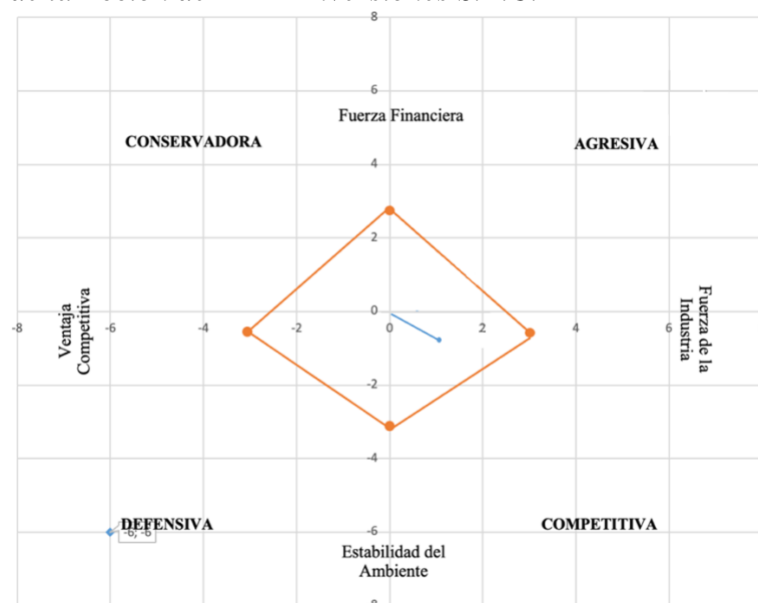 8
6
Fuerza Financiera
CONSERVADORA
AGRESIVA
4
2
Ventaja
Competitiva
Fuerza de la
Industria
0
-8
-6
-4
-2
0
2
4
6
-2
-4
DEFENSIVA
COMPETITIVA
-6; -6
-6
Estabilidad del
Ambiente